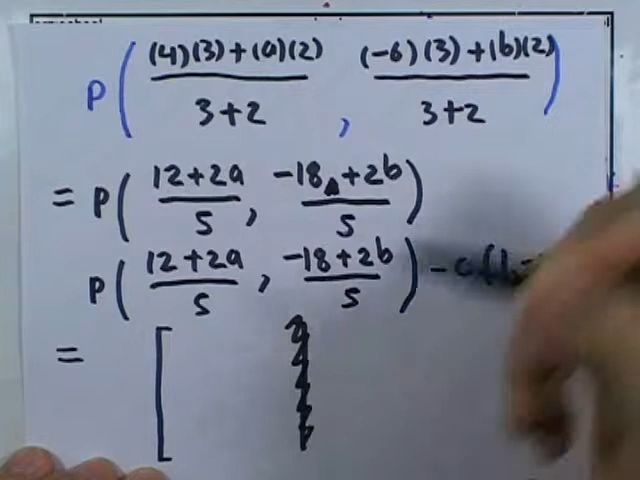 P( (4)(3)+(a)(2) / 3+2 , (-6)(3)+(b)(2) / 3+2 )
= P( 12+2a / 5 , -18+2b / 5 )
P( 12+2a / 5 , -18+2b / 5 ) -
= [